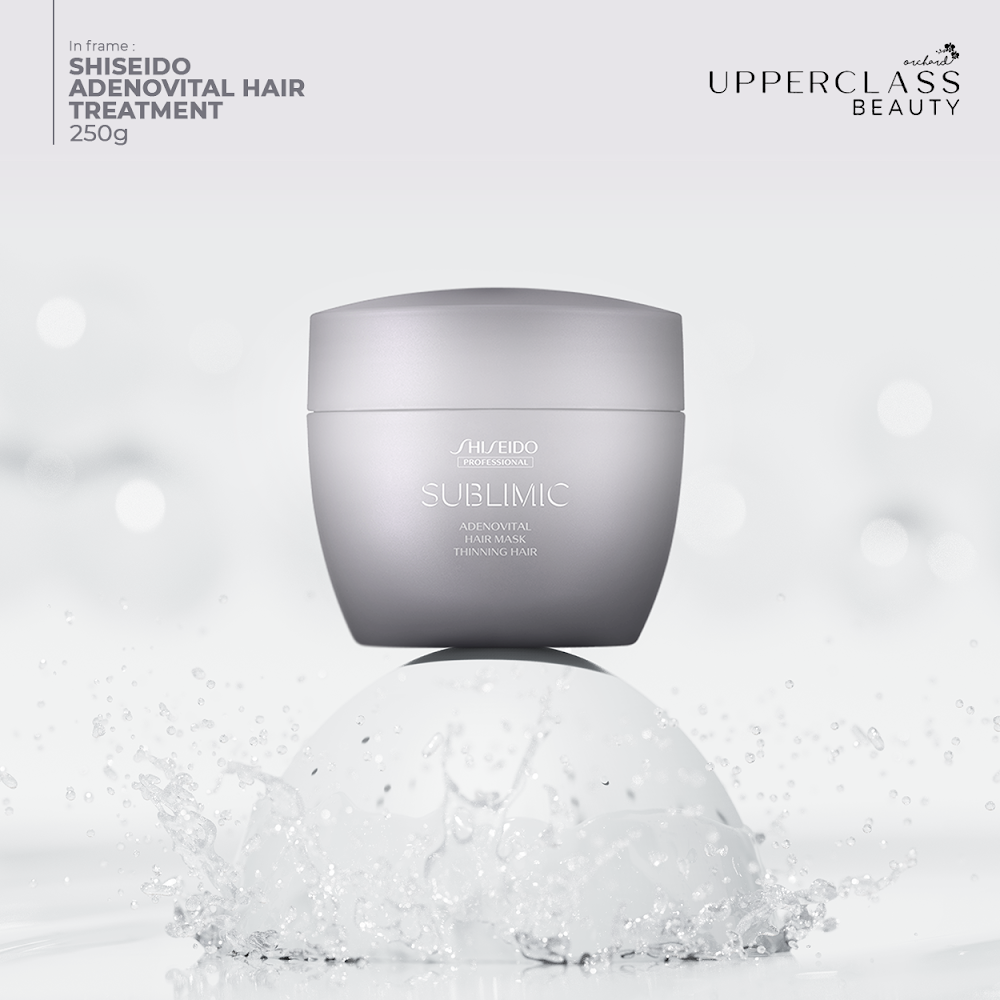 In frame :
SHISEIDO
ADENOVITAL HAIR
TREATMENT
250g
orchard
UPPERCLASS
BEAUTY
SHISEIDO
PROFESSIONAL
SUBLIMIC
ADENOVITAL
HAIR MASK
THINNING HAIR